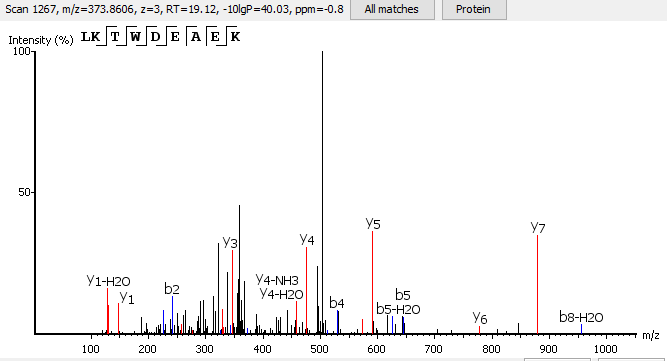 Scan 1267, m/z=373.8606, z=3, RT=19.12, -10lgP=40.03, ppm=-0.8 All matches Protein
Intensity (%) LKTWDEAEK
100
50
y1-H2O
y1
b2
y3
y4-NH3
y4-H2O
y4
b4
y5
b5-H2O
b5
y6
y7
b8-H2O
100 200 300 400 500 600 700 800 900 1000 m/z